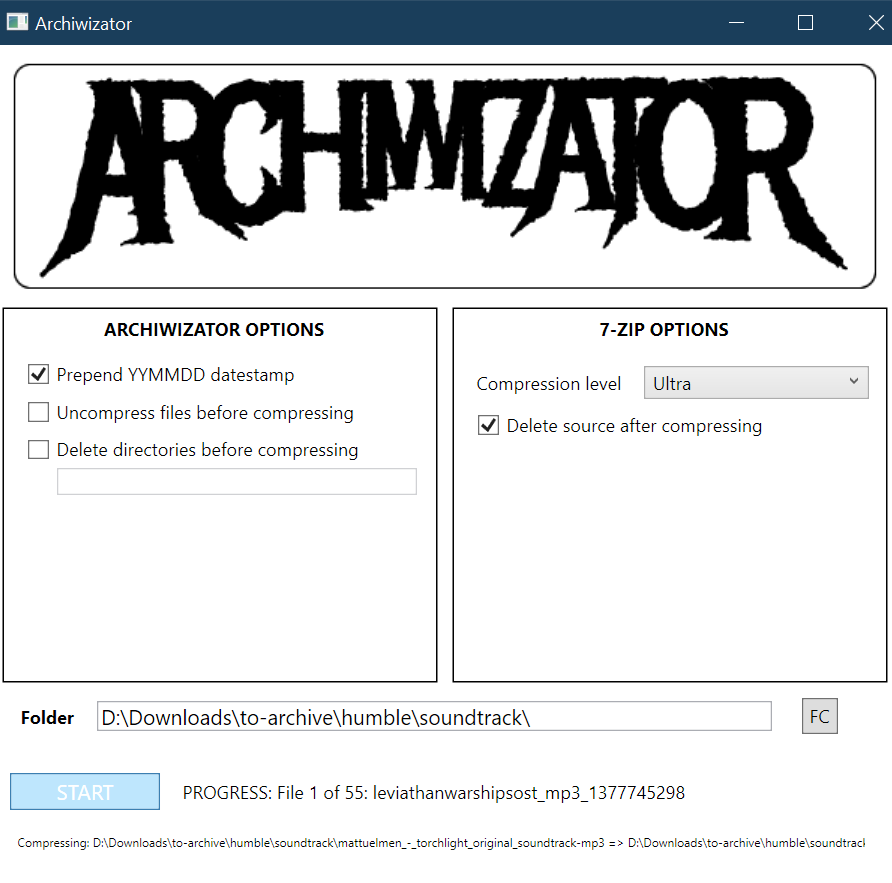 Archiwizator
ARCHIWIZATOR
ARCHIWIZATOR OPTIONS
Prepend YYMMDD datestamp
Uncompress files before compressing
Delete directories before compressing
7-ZIP OPTIONS
Compression level Ultra
Delete source after compressing
Folder D:\Downloads\to-archive\humble\soundtrack\ FC
START PROGRESS: File 1 of 55: leviathanwarshipsost_mp3_1377745298
Compressing: D:\Downloads\to-archive\humble\soundtrack\mattuelmen_-_torchlight_original_soundtrack-mp3 => D:\Downloads\to-archive\humble\soundtrack